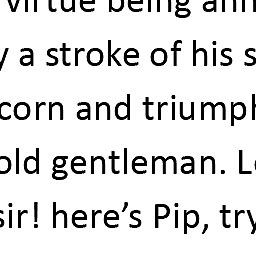 virtue being
a stroke of his
corn and triumph
old gentleman.
sir! here’s Pip, try